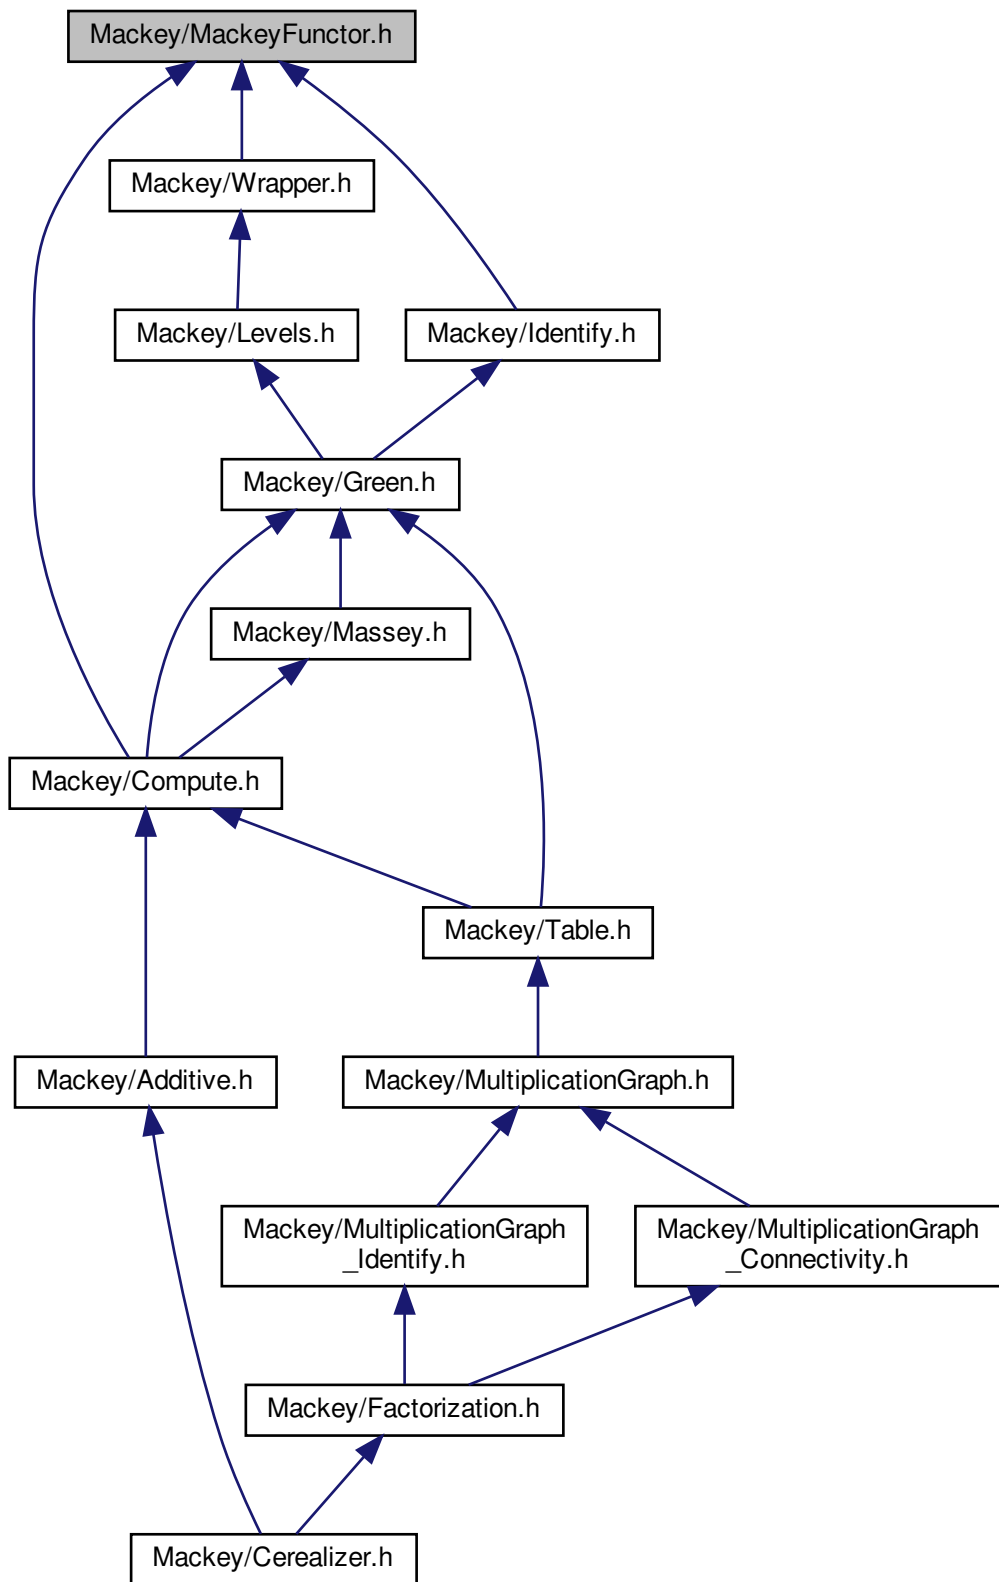 Mackey/MackeyFunctor.h
Mackey/Wrapper.h
Mackey/Levels.h
Mackey/Identify.h
Mackey/Green.h
Mackey/Massey.h
Mackey/Compute.h
Mackey/Table.h
Mackey/Additive.h
Mackey/MultiplicationGraph.h
Mackey/MultiplicationGraph
_Identify.h
Mackey/MultiplicationGraph
_Connectivity.h
Mackey/Factorization.h
Mackey/Cerealizer.h